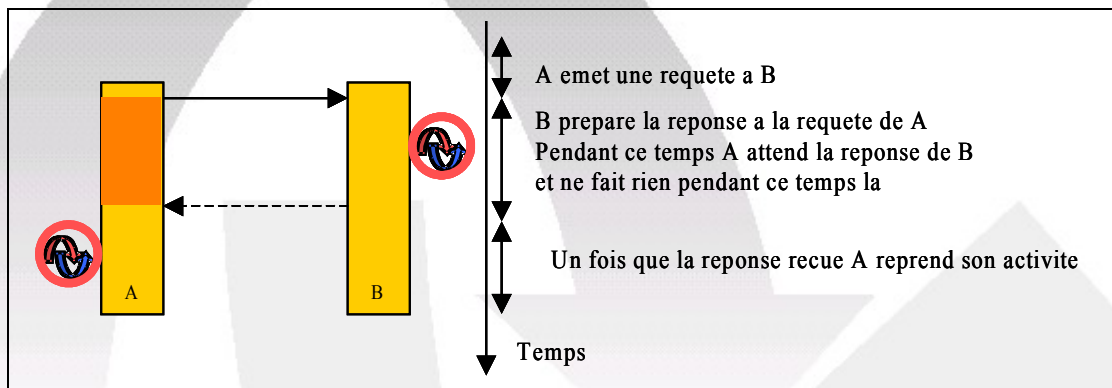 A emet une requete a B
B prepare la reponse a la requete de A
Pendant ce temps A attend la reponse de B
et ne fait rien pendant ce temps la
Un fois que la reponse recue A reprend son activite
A
B
Temps